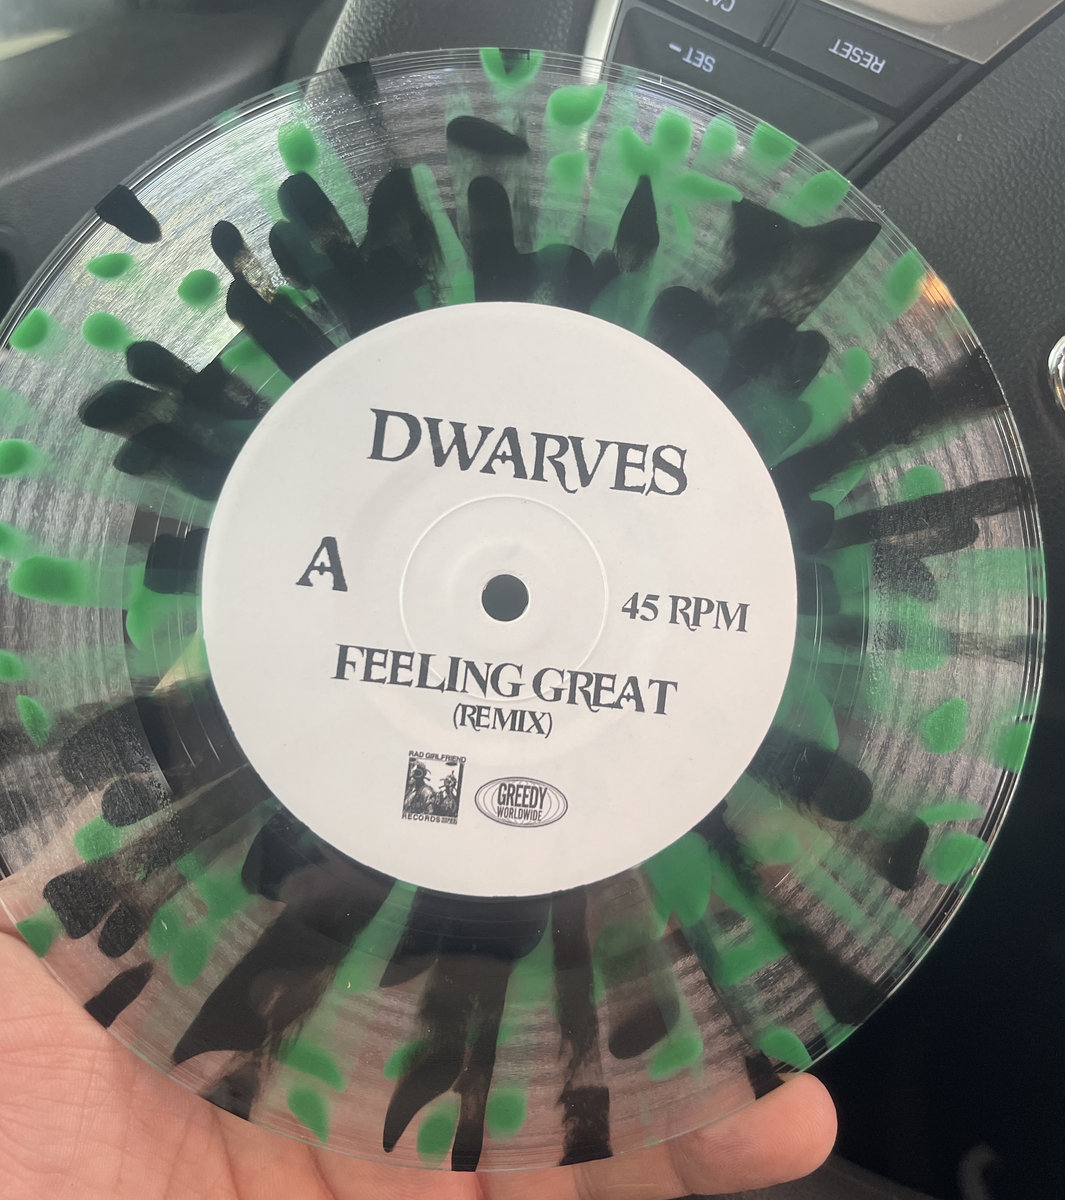 SET -
RESET
DWARVES
A
45 RPM
FEELING GREAT
(REMIX)
RAD GIRLFRIEND
RECORDS
GREEDY
WORLDWIDE